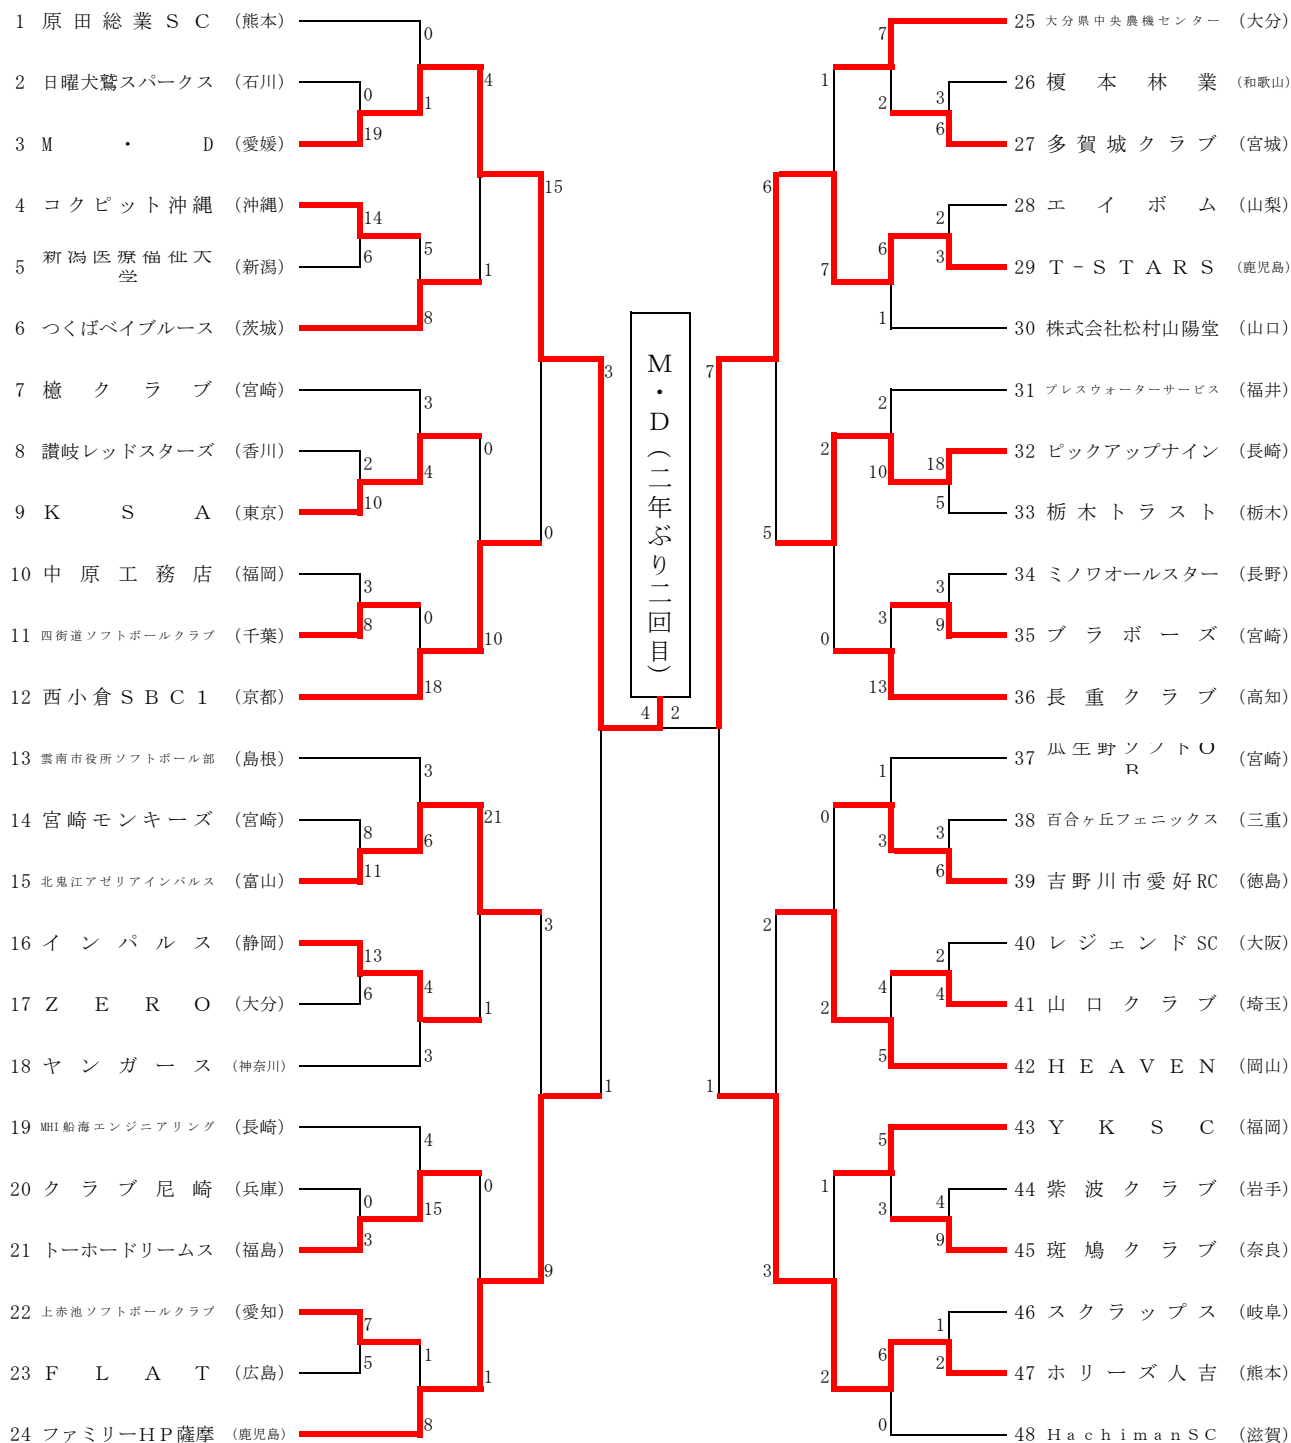 1 原田総業ＳＣ （熊本）
0
2 日曜犬鷲スパークス （石川）
0
1
4
3 Ｍ・Ｄ （愛媛）
19
4 コクピット沖縄 （沖縄）
14
15
5 新潟医療福祉大学 （新潟）
6
5
1
6 つくばベイブルース （茨城）
8
7 檍クラブ （宮崎）
3
3
8 讃岐レッドスターズ （香川）
2
4
0
9 ＫＳＡ （東京）
10
10 中原工務店 （福岡）
3
0
11 四街道ソフトボールクラブ （千葉）
8
0
10
12 西小倉ＳＢＣ１ （京都）
18
13 雲南市役所ソフトボール部 （島根）
3
14 宮崎モンキーズ （宮崎）
8
6
21
15 北鬼江アゼリアインパルス （富山）
11
16 インパルス （静岡）
13
3
17 ＺＥＲＯ （大分）
6
4
1
18 ヤンガース （神奈川）
3
1
19 MHI船海エンジニアリング （長崎）
4
20 クラブ尼崎 （兵庫）
0
15
0
21 トーホードリームス （福島）
3
9
22 上赤池ソフトボールクラブ （愛知）
7
23 ＦＬＡＴ （広島）
5
1
1
24 ファミリーＨＰ薩摩 （鹿児島）
8
Ｍ・Ｄ（二年ぶり二回目）
4 2
7
25 大分県中央農機センター （大分）
1
2
3
26 榎本林業 （和歌山）
6
27 多賀城クラブ （宮城）
6
2
28 エイボム （山梨）
7
6
3
29 Ｔ－ＳＴＡＲＳ （鹿児島）
1
30 株式会社松村山陽堂 （山口）
7
2
31 プレスウォーターサービス （福井）
2
10
18
32 ピックアップナイン （長崎）
5
33 栃木トラスト （栃木）
5
3
34 ミノワオールスター （長野）
0
3
9
35 ブラボーズ （宮崎）
13
36 長重クラブ （高知）
1
37 瓜生野ソフトＯＢ （宮崎）
0
3
3
38 百合ヶ丘フェニックス （三重）
6
39 吉野川市愛好RC （徳島）
2
2
40 レジェンドSC （大阪）
2
4
4
41 山口クラブ （埼玉）
5
42 ＨＥＡＶＥＮ （岡山）
1
5
43 ＹＫＳＣ （福岡）
1
3
4
44 紫波クラブ （岩手）
9
45 斑鳩クラブ （奈良）
3
1
46 スクラップス （岐阜）
2
6
2
47 ホリーズ人吉 （熊本）
0
48 ＨａｃｈｉｍａｎＳＣ （滋賀）